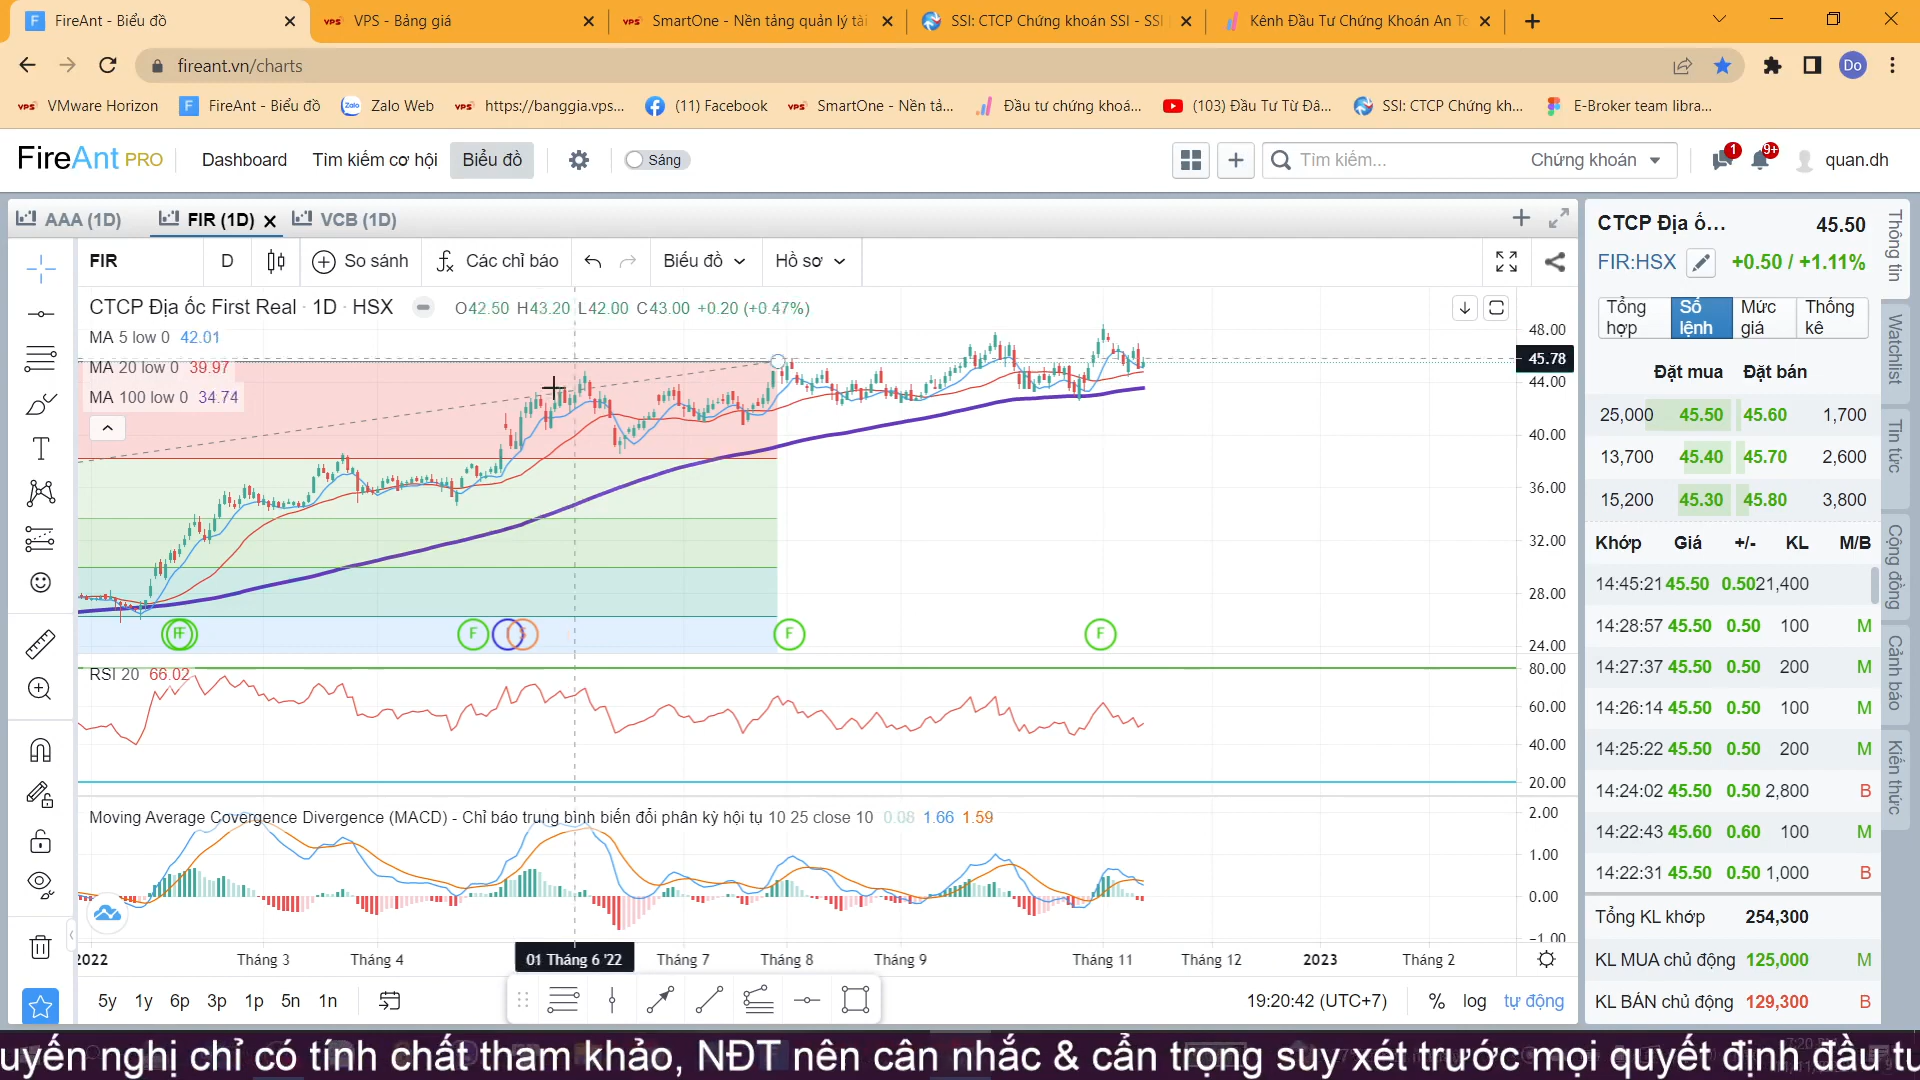 FireAnt - Biểu đồ
VPS - Bảng giá
SmartOne - Nền tảng quản lý tài
SSI: CTCP Chứng khoán SSI - SSI
Kênh Đầu Tư Chứng Khoán An To
fireant.vn/charts
Do
VMware Horizon
FireAnt - Biểu đồ
Zalo Web
https://banggia.vps...
(11) Facebook
SmartOne - Nền tả...
Đầu tư chứng khoá...
(103) Đầu Tư Từ Đâ...
SSI: CTCP Chứng kh...
E-Broker team libra...
FireAnt PRO
Dashboard
Tìm kiếm cơ hội
Biểu đồ
Sáng
Tìm kiếm...
Chứng khoán
1
9+
quan.dh
AAA (1D)
FIR (1D)
VCB (1D)
FIR
D
So sánh
Các chỉ báo
Biểu đồ
Hồ sơ
CTCP Địa ốc First Real · 1D · HSX
O42.50 H43.20 L42.00 C43.00 +0.20 (+0.47%)
MA 5 low 0 42.01
MA 20 low 0 39.97
MA 100 low 0 34.74
48.00
45.78
44.00
40.00
36.00
32.00
28.00
24.00
F
F
F
F
RSI 20 66.02
80.00
60.00
40.00
20.00
Moving Average Covergence Divergence (MACD) - Chỉ báo trung bình biến đổi phân kỳ hội tụ 10 25 close 10 0.08 1.66 1.59
2.00
1.00
0.00
-1.00
2022
Tháng 3
Tháng 4
01 Tháng 6 '22
Tháng 7
Tháng 8
Tháng 9
Tháng 11
Tháng 12
2023
Tháng 2
5y 1y 6p 3p 1p 5n 1n
19:20:42 (UTC+7)
% log tự động
CTCP Địa ố...
45.50
FIR:HSX
+0.50 / +1.11%
Tổng hợp
Sổ lệnh
Mức giá
Thống kê
Đặt mua Đặt bán
25,000 45.50 45.60 1,700
13,700 45.40 45.70 2,600
15,200 45.30 45.80 3,800
Khớp Giá +/- KL M/B
14:45:21 45.50 0.50 21,400
14:28:57 45.50 0.50 100 M
14:27:37 45.50 0.50 200 M
14:26:14 45.50 0.50 100 M
14:25:22 45.50 0.50 200 M
14:24:02 45.50 0.50 2,800 B
14:22:43 45.60 0.60 100 M
14:22:31 45.50 0.50 1,000 B
Tổng KL khớp 254,300
KL MUA chủ động 125,000 M
KL BÁN chủ động 129,300 B
Thông tin
Watchlist
Tin tức
Cộng đồng
Cảnh báo
Kiến thức
uyến nghị chỉ có tính chất tham khảo, NĐT nên cân nhắc & cẩn trọng suy xét trước mọi quyết định đầu tư